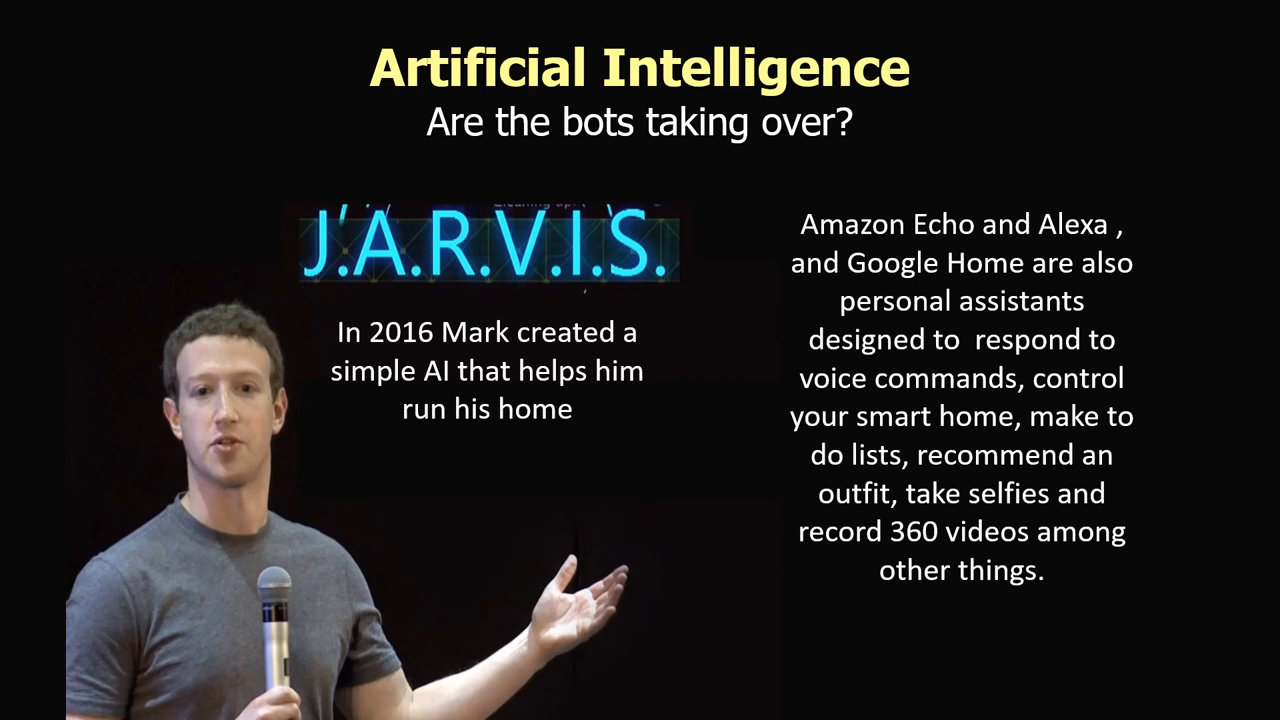 Artificial Intelligence
Are the bots taking over?
J.A.R.V.I.S.
In 2016 Mark created a
simple AI that helps him
run his home
Amazon Echo and Alexa ,
and Google Home are also
personal assistants
designed to  respond to
voice commands, control
your smart home, make to
do lists, recommend an
outfit, take selfies and
record 360 videos among
other things.